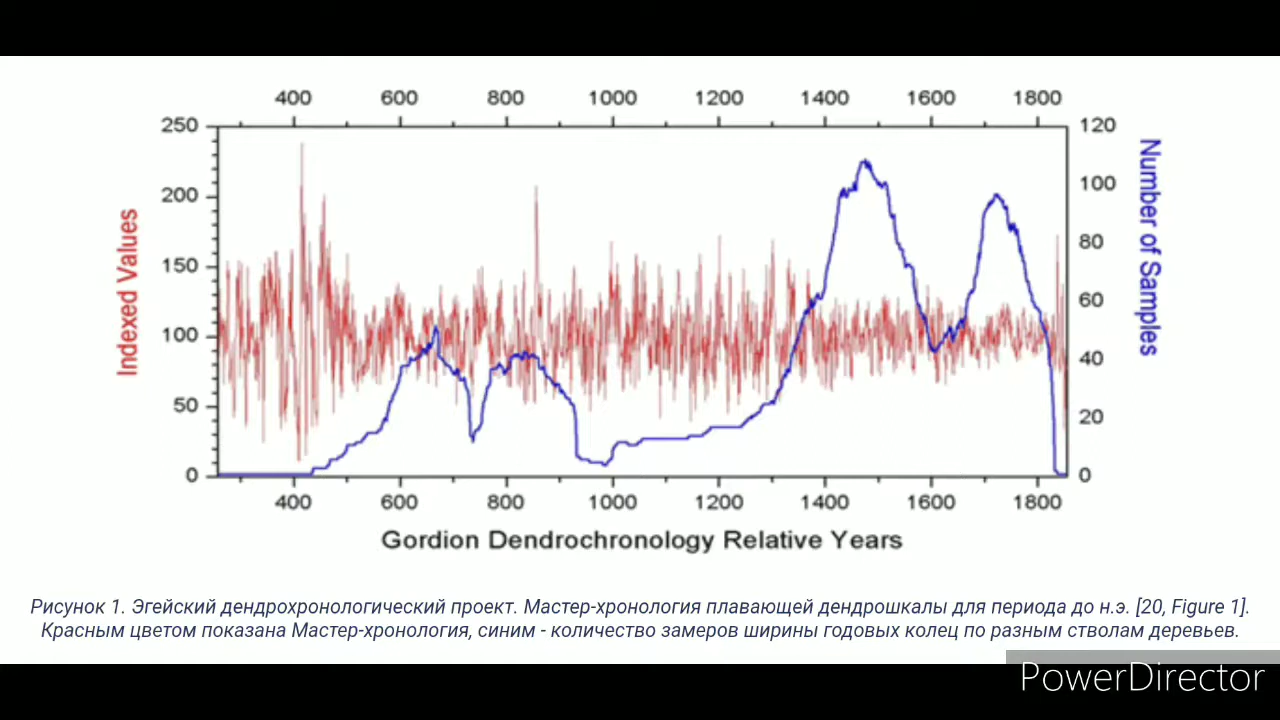 400 600 800 1000 1200 1400 1600 1800
250 120
200 100
150 80
100 60
50 40
0 20
0
Indexed Values
Number of Samples
400 600 800 1000 1200 1400 1600 1800
Gordion Dendrochronology Relative Years
Рисунок 1. Эгейский дендрохронологический проект. Мастер-хронология плавающей дендрошкалы для периода до н.э. [20, Figure 1].
Красным цветом показана Мастер-хронология, синим - количество замеров ширины годовых колец по разным стволам деревьев.
PowerDirector